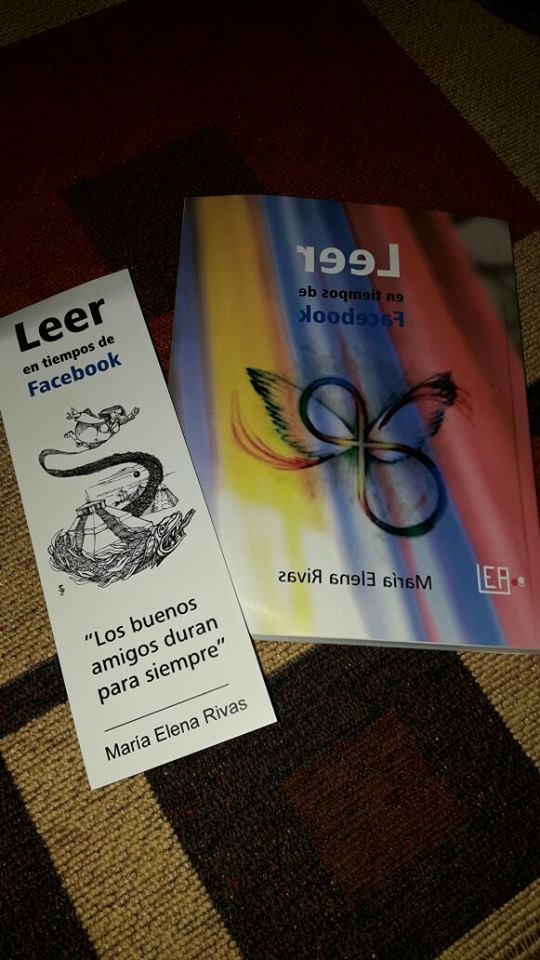 Leer
en tiempos de
Facebook
"Los buenos
amigos duran
para siempre"
María Elena Rivas
Leer
en tiempos de
Facebook
María Elena Rivas